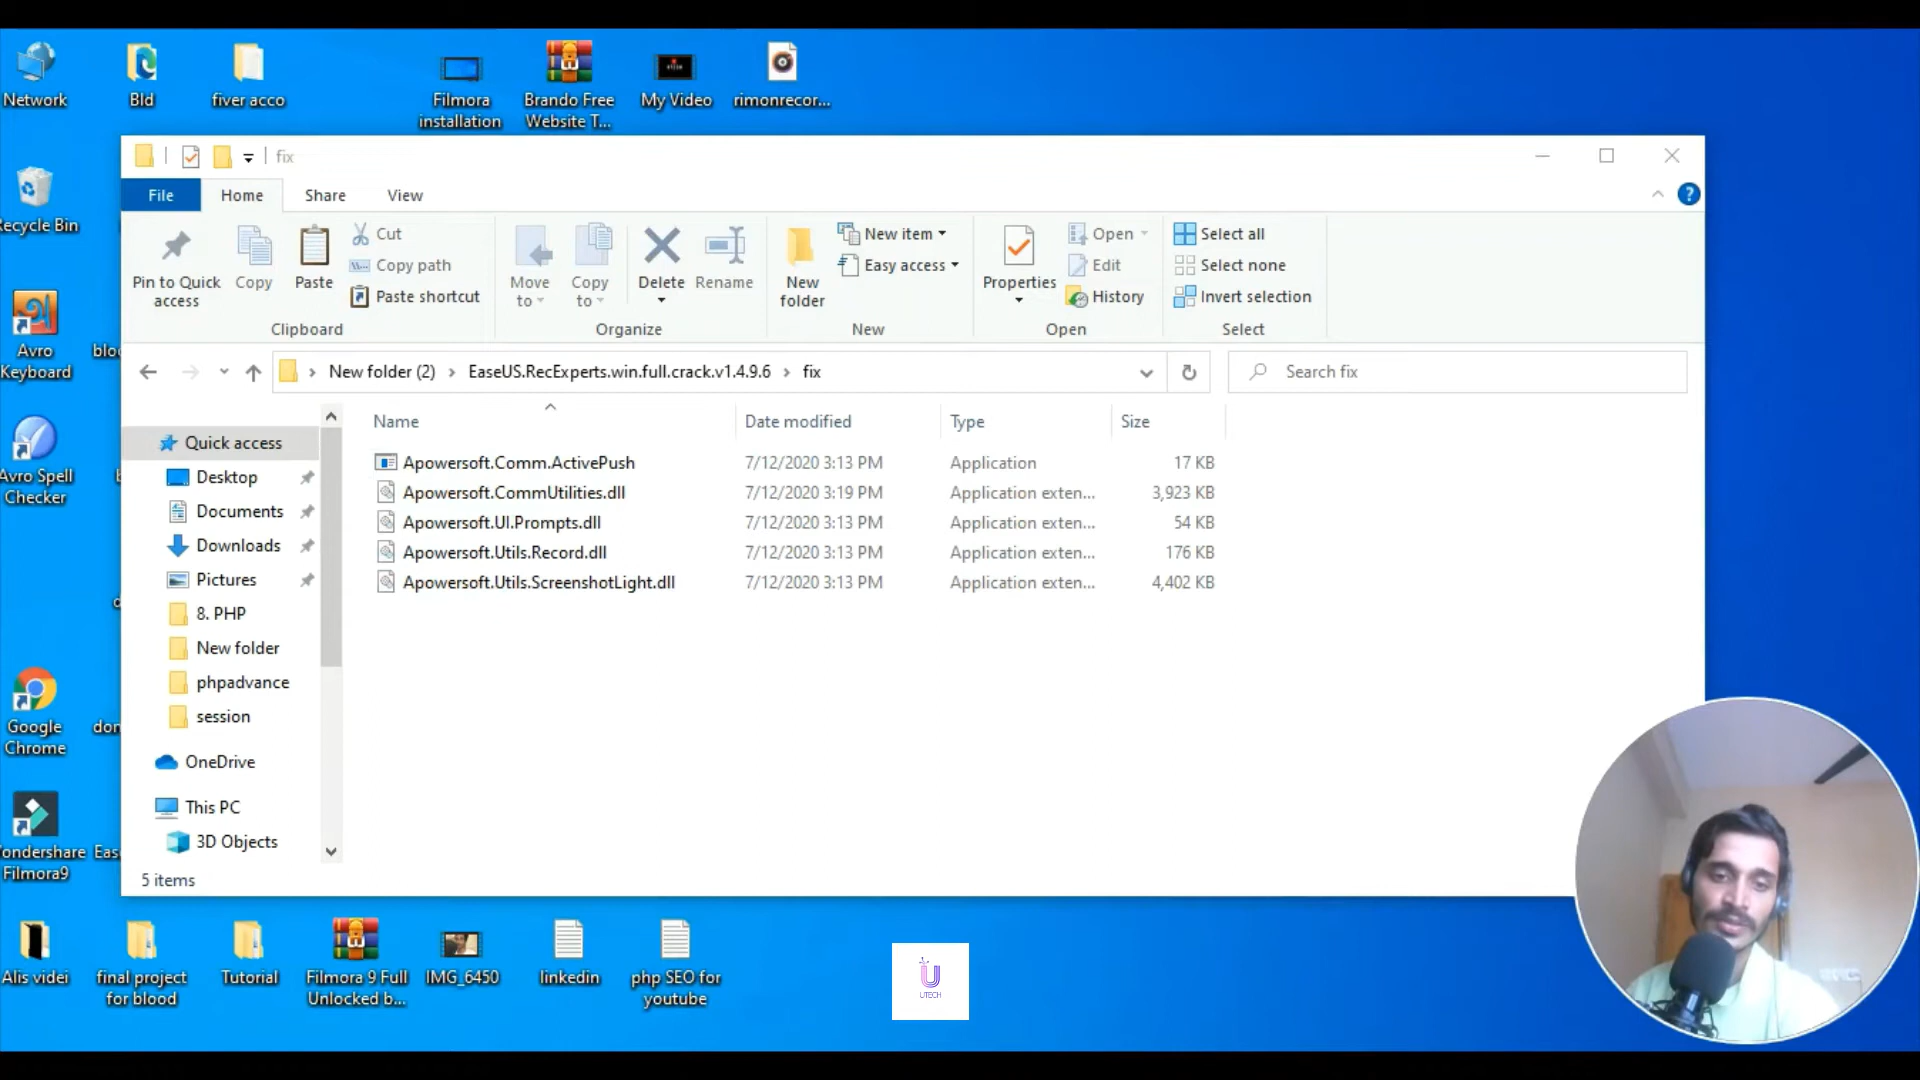 Network
Bld
fiver acco
Filmora
installation
Brando Free
Website T...
My Video
rimonrecor...
fix
File
Home
Share
View
Pin to Quick
access
Copy
Paste
Cut
Copy path
Paste shortcut
Clipboard
Move
to
Copy
to
Delete
Rename
Organize
New
folder
New item
Easy access
New
Properties
Open
Edit
History
Open
Select all
Select none
Invert selection
Select
New folder (2) > EaseUS.RecExperts.win.full.crack.v1.4.9.6 > fix
Search fix
Name
Date modified
Type
Size
Apowersoft.Comm.ActivePush 7/12/2020 3:13 PM Application 17 KB
Apowersoft.CommUtilities.dll 7/12/2020 3:19 PM Application exten... 3,923 KB
Apowersoft.UI.Prompts.dll 7/12/2020 3:13 PM Application exten... 54 KB
Apowersoft.Utils.Record.dll 7/12/2020 3:13 PM Application exten... 176 KB
Apowersoft.Utils.ScreenshotLight.dll 7/12/2020 3:13 PM Application exten... 4,402 KB
Quick access
Desktop
Documents
Downloads
Pictures
8. PHP
New folder
phpadvance
session
OneDrive
This PC
3D Objects
5 items
ecycle Bin
Avro
Keyboard
bloo
Avro Spell
Checker
Google
Chrome
don
ondershare
Filmora9
Eas
Alis videi
final project
for blood
Tutorial
Filmora 9 Full
Unlocked b...
IMG_6450
linkedin
php SEO for
youtube
UTECH